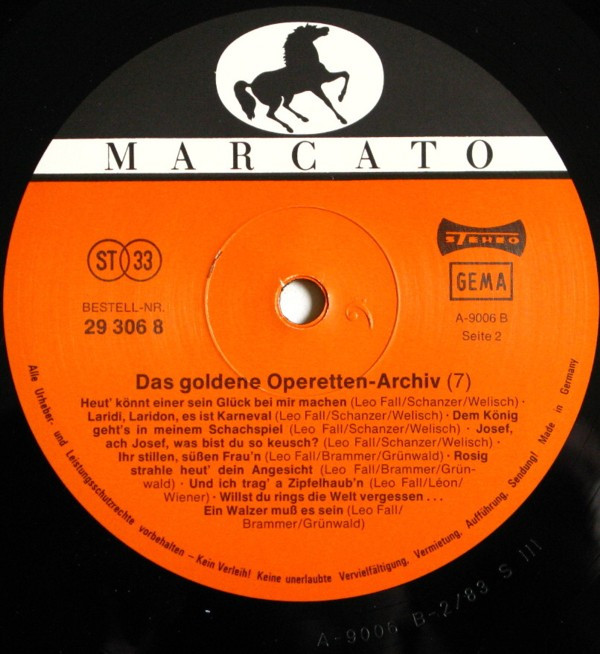 MARCATO
ST 33
STEREO
GEMA
BESTELL-NR.
29 306 8
A-9006 B
Seite 2
Das goldene Operetten-Archiv (7)
Heut' könnt einer sein Glück bei mir machen (Leo Fall/Schanzer/Welisch) ·
Laridi, Laridon, es ist Karneval (Leo Fall/Schanzer/Welisch) · Dem König
geht's in meinem Schachspiel (Leo Fall/Schanzer/Welisch) · Josef,
ach Josef, was bist du so keusch? (Leo Fall/Schanzer/Welisch) ·
Ihr stillen, süßen Frau'n (Leo Fall/Brammer/Grünwald) · Rosig
strahle heut' dein Angesicht (Leo Fall/Brammer/Grün-
wald) · Und ich trag' a Zipfelhaub'n (Leo Fall/Léon/
Wiener) · Willst du rings die Welt vergessen ...
Ein Walzer muß es sein (Leo Fall/
Brammer/Grünwald)
Alle Urheber- und Leistungsschutzrechte vorbehalten – Kein Verleih! Keine unerlaubte Vervielfältigung, Vermietung, Aufführung, Sendung! Made in Germany
A-9006 B-2/83 S III